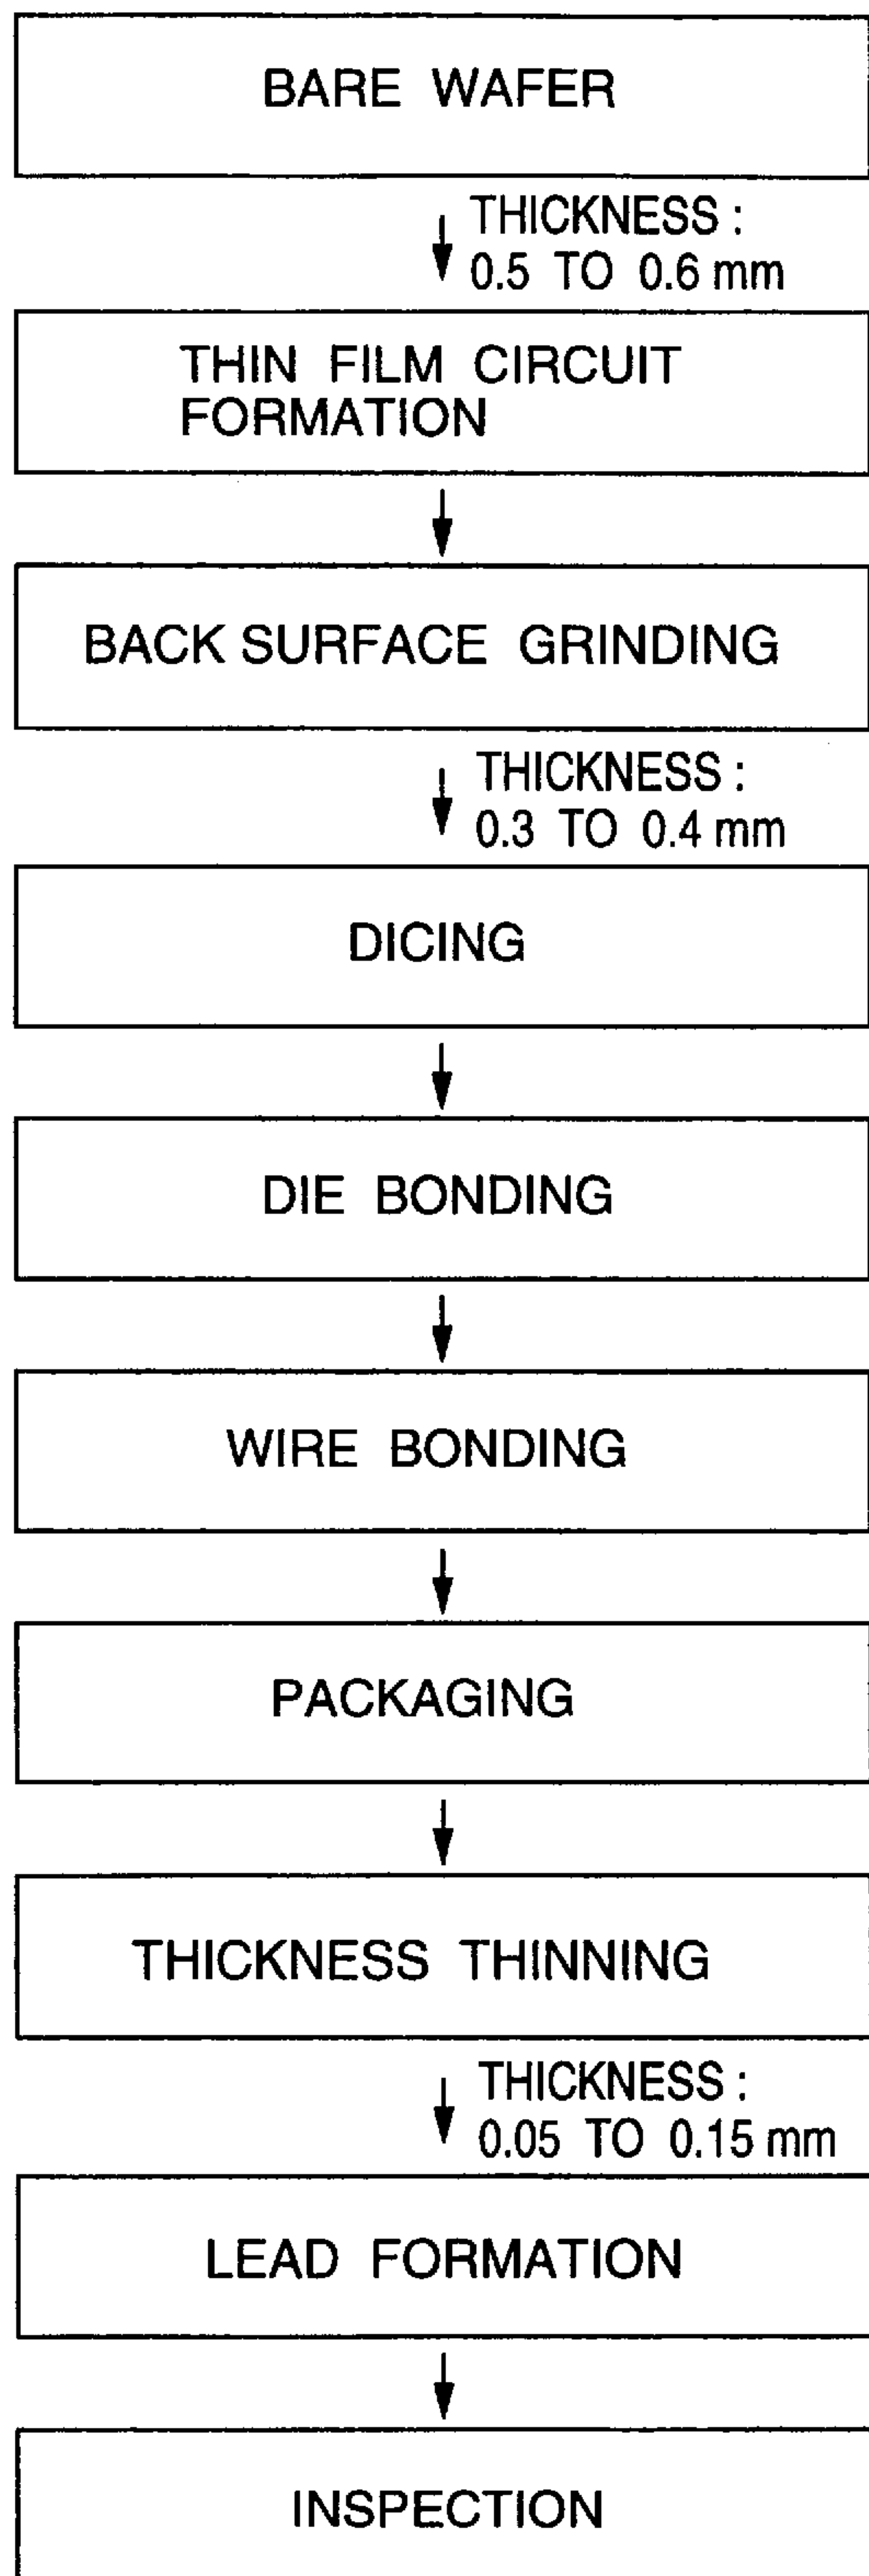 BARE WAFER
THICKNESS :
0.5 TO 0.6 mm
THIN FILM CIRCUIT
FORMATION
BACK SURFACE GRINDING
THICKNESS :
0.3 TO 0.4 mm
DICING
DIE BONDING
WIRE BONDING
PACKAGING
THICKNESS THINNING
THICKNESS :
0.05 TO 0.15 mm
LEAD FORMATION
INSPECTION